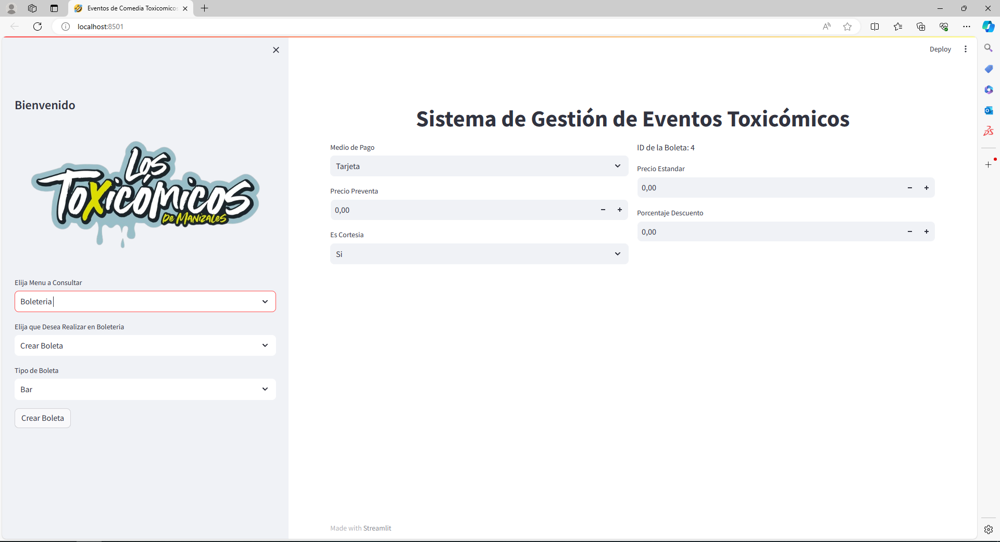 Eventos de Comedia Toxicomico
localhost:8501
Deploy
Bienvenido
Los
Toxicómicos
De Manizales
Elija Menu a Consultar
Boleteria
Elija que Desea Realizar en Boleteria
Crear Boleta
Tipo de Boleta
Bar
Crear Boleta
Sistema de Gestión de Eventos Toxicómicos
Medio de Pago
Tarjeta
Precio Preventa
0,00
Es Cortesia
Si
ID de la Boleta: 4
Precio Estandar
0,00
Porcentaje Descuento
0,00
Made with Streamlit